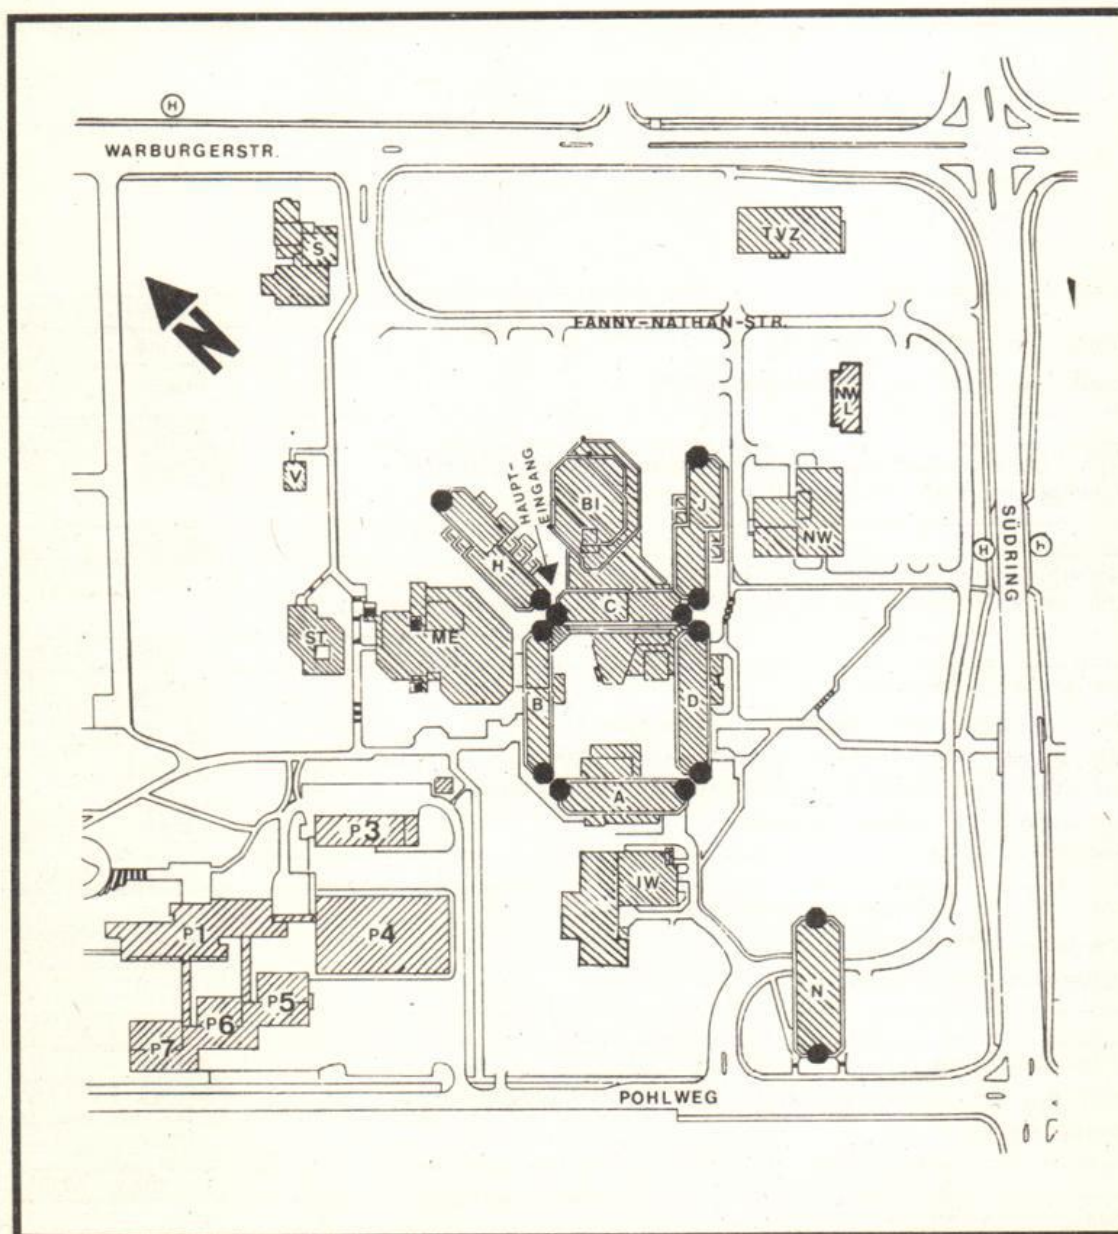 H
WARBURGERSTR.
S
TVZ
N
FANNY-NATHAN-STR.
NW
L
V
HAUPT-
EINGANG
BI
J
H
NW
SÜDRING
H
H
C
ST
ME
B
D
A
P3
IW
P1
P4
N
P5
P6
P7
POHLWEG